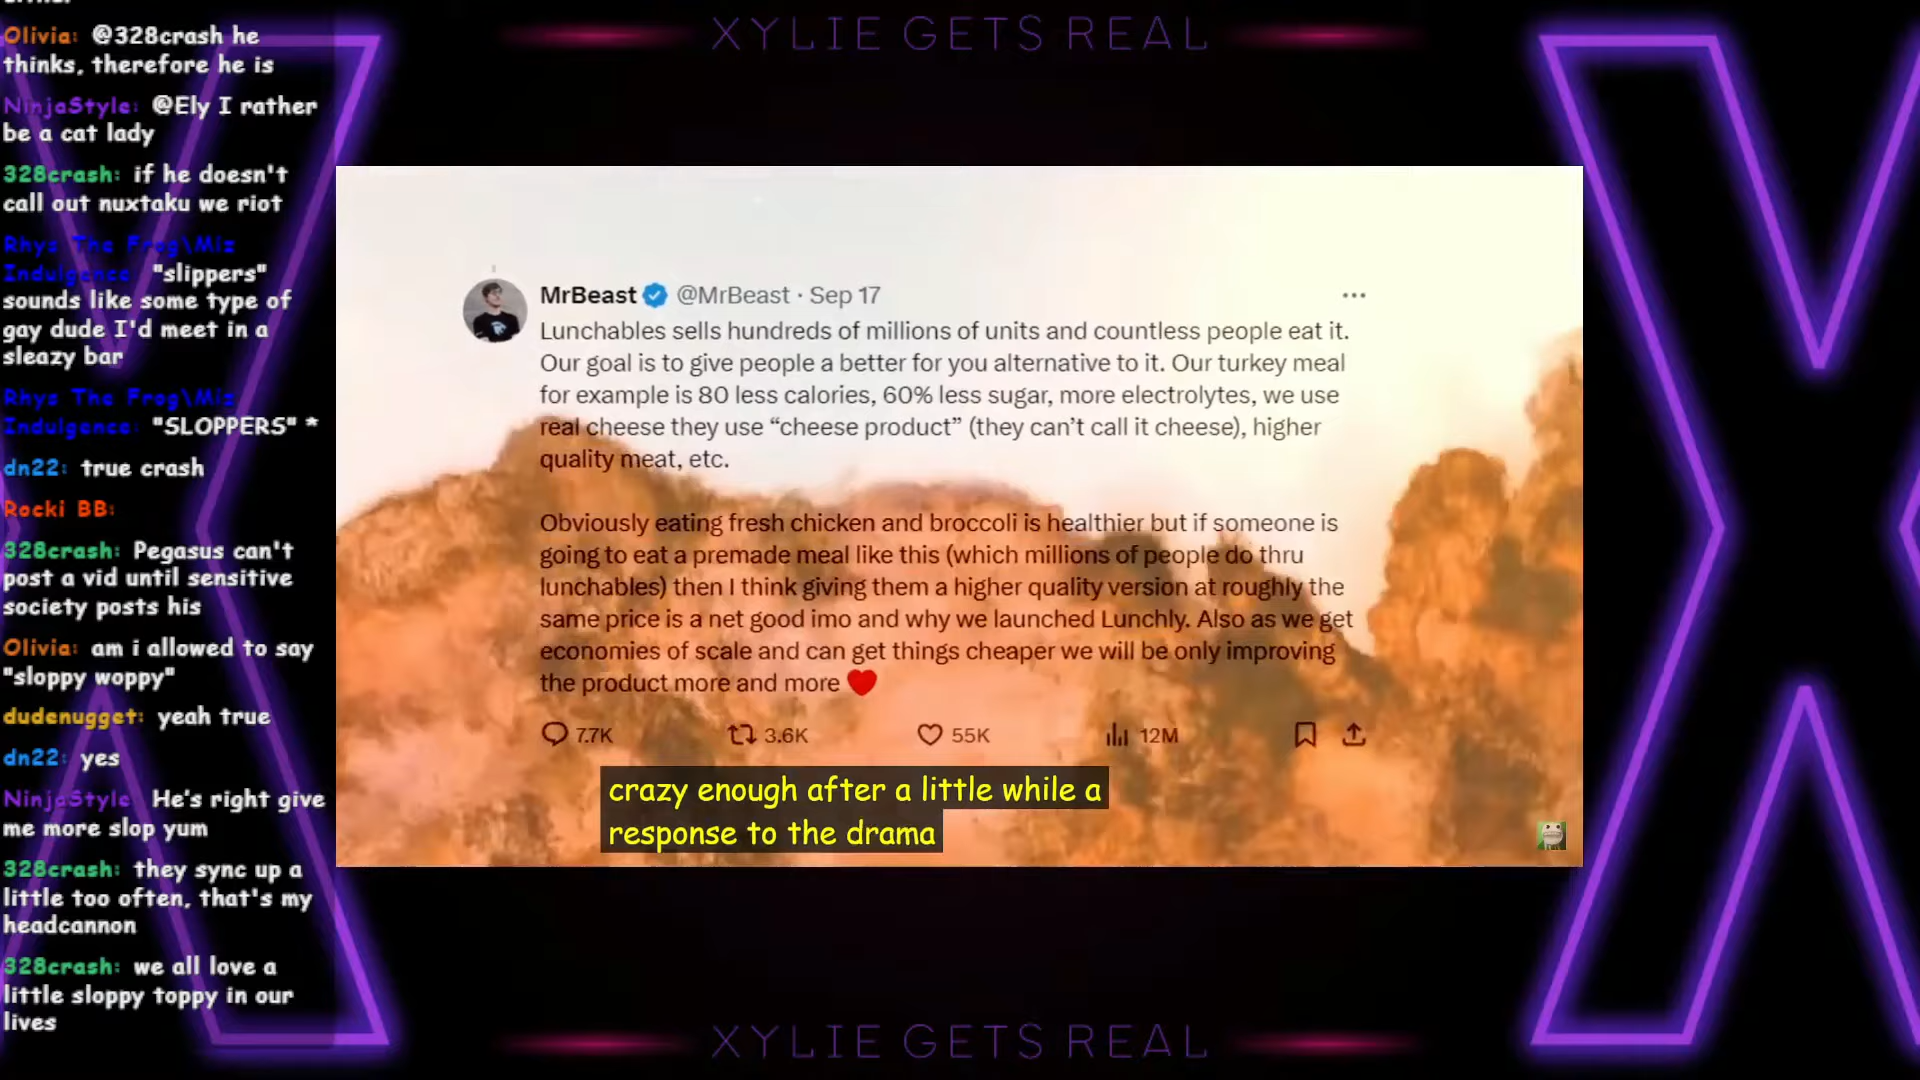 XYLIE GETS REAL
Olivia: @328crash he
thinks, therefore he is
NinjaStyle: @Ely I rather
be a cat lady
328crash: if he doesn't
call out nuxtaku we riot
Rhys The Frog\Miz
Indulgence: "slippers"
sounds like some type of
gay dude I'd meet in a
sleazy bar
Rhys The Frog\Miz
Indulgence: "SLOPPERS" *
dn22: true crash
Rocki BB:
328crash: Pegasus can't
post a vid until sensitive
society posts his
Olivia: am i allowed to say
"sloppy woppy"
dudenugget: yeah true
dn22: yes
NinjaStyle: He's right give
me more slop yum
328crash: they sync up a
little too often, that's my
headcannon
328crash: we all love a
little sloppy toppy in our
lives
MrBeast @MrBeast · Sep 17
Lunchables sells hundreds of millions of units and countless people eat it.
Our goal is to give people a better for you alternative to it. Our turkey meal
for example is 80 less calories, 60% less sugar, more electrolytes, we use
real cheese they use “cheese product” (they can’t call it cheese), higher
quality meat, etc.
Obviously eating fresh chicken and broccoli is healthier but if someone is
going to eat a premade meal like this (which millions of people do thru
lunchables) then I think giving them a higher quality version at roughly the
same price is a net good imo and why we launched Lunchly. Also as we get
economies of scale and can get things cheaper we will be only improving
the product more and more ❤️
7.7K 3.6K 55K 12M
crazy enough after a little while a
response to the drama
XYLIE GETS REAL